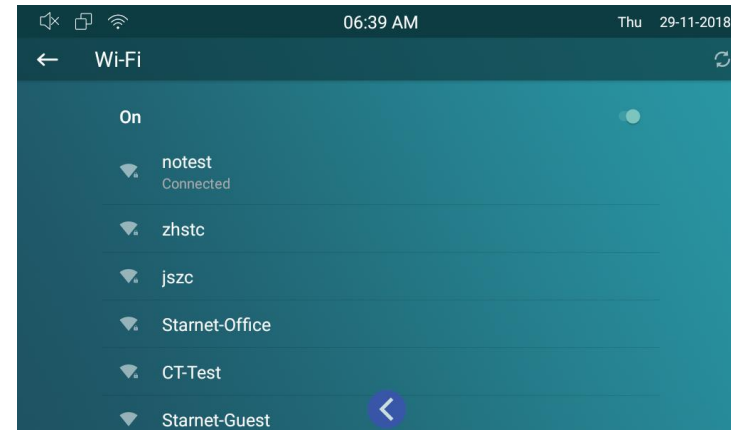 06:39 AM Thu 29-11-2018
Wi-Fi
On
notest
Connected
zhstc
jszc
Starnet-Office
CT-Test
Starnet-Guest